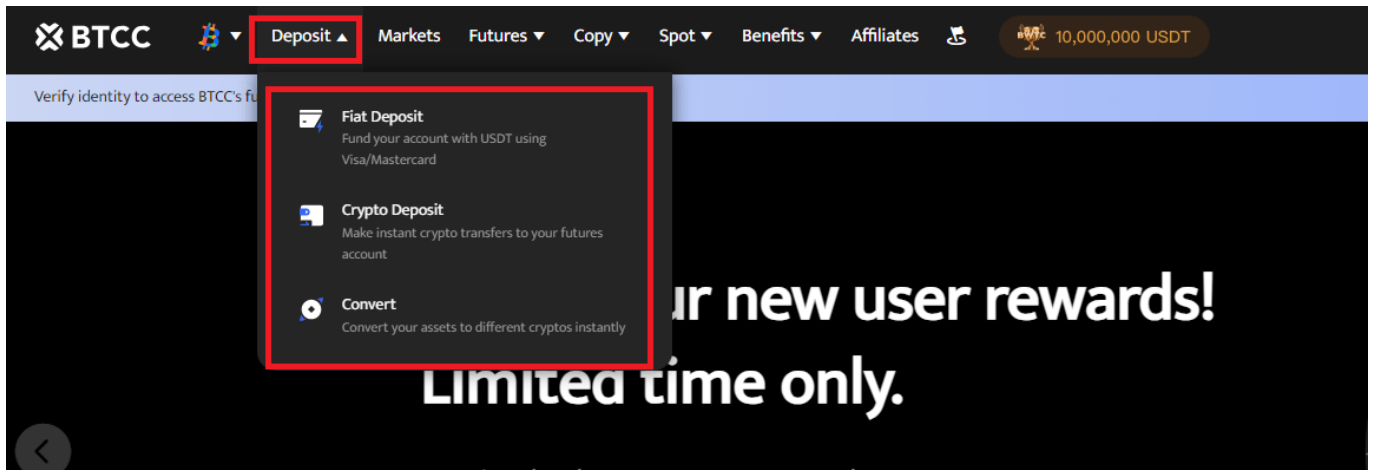 BTCC
Deposit ▲ Markets Futures ▼ Copy ▼ Spot ▼ Benefits ▼ Affiliates 10,000,000 USDT
Verify identity to access BTCC's
Fiat Deposit
Fund your account with USDT using
Visa/Mastercard
Crypto Deposit
Make instant crypto transfers to your futures
account
Convert
Convert your assets to different cryptos instantly
new user rewards!
Limited time only.